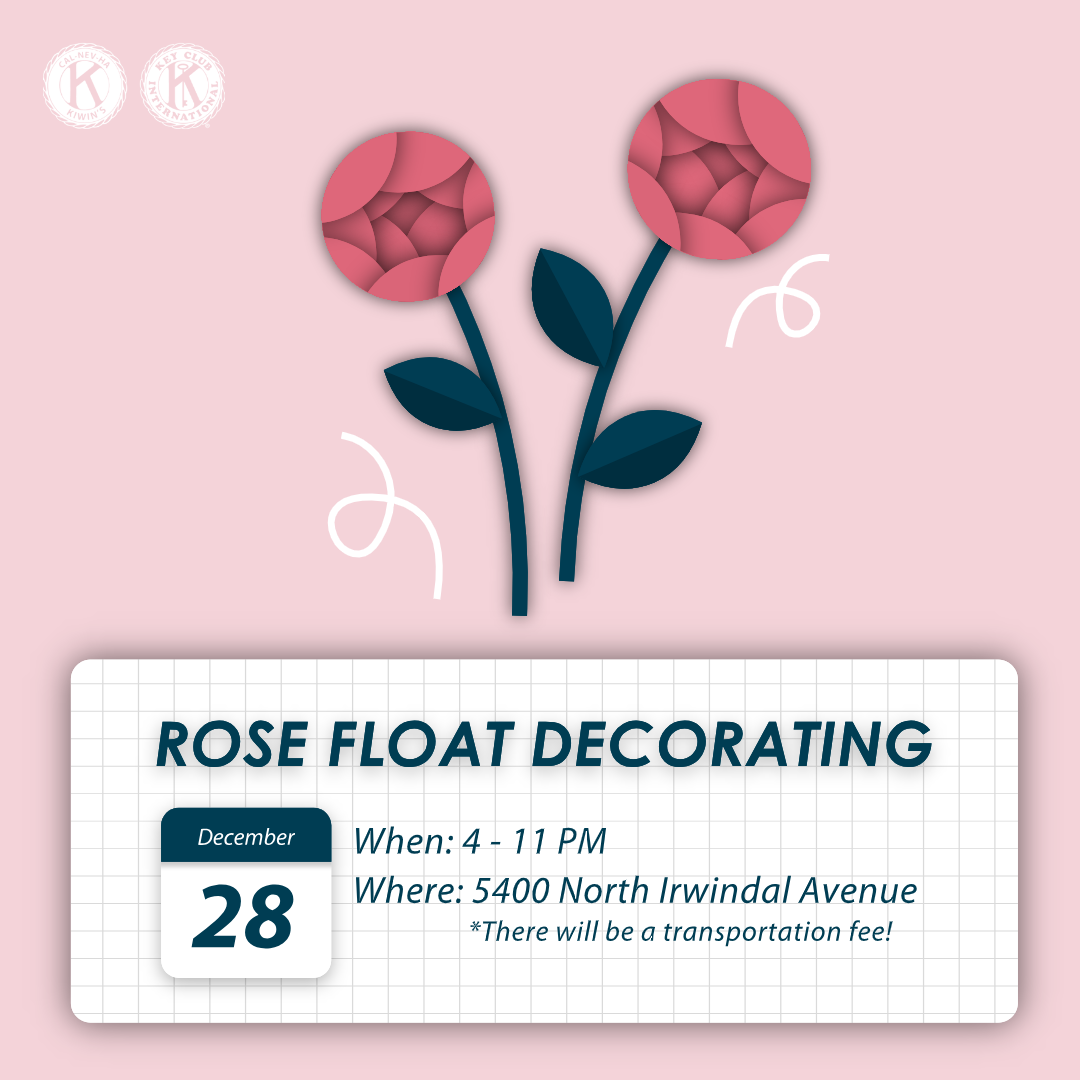 CAL-NEV-HA
K
KIWIN'S
KEY CLUB
K
INTERNATIONAL
ROSE FLOAT DECORATING
December
28
When: 4 - 11 PM
Where: 5400 North Irwindal Avenue
*There will be a transportation fee!